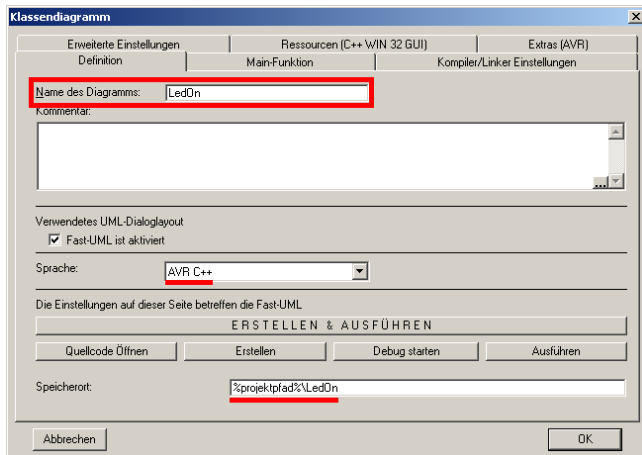 Klassendiagramm
Erweiterte Einstellungen Ressourcen (C++ WIN 32 GUI) Extras (AVR)
Definition Main-Funktion Kompiler/Linker Einstellungen
Name des Diagramms: LedOn
Kommentar:
...
Verwendetes UML-Dialoglayout
Fast-UML ist aktiviert
Sprache: AVR C++
Die Einstellungen auf dieser Seite betreffen die Fast-UML
ERSTELLEN & AUSFÜHREN
Quellcode Öffnen Erstellen Debug starten Ausführen
Speicherort: %projektpfad%\LedOn
Abbrechen OK